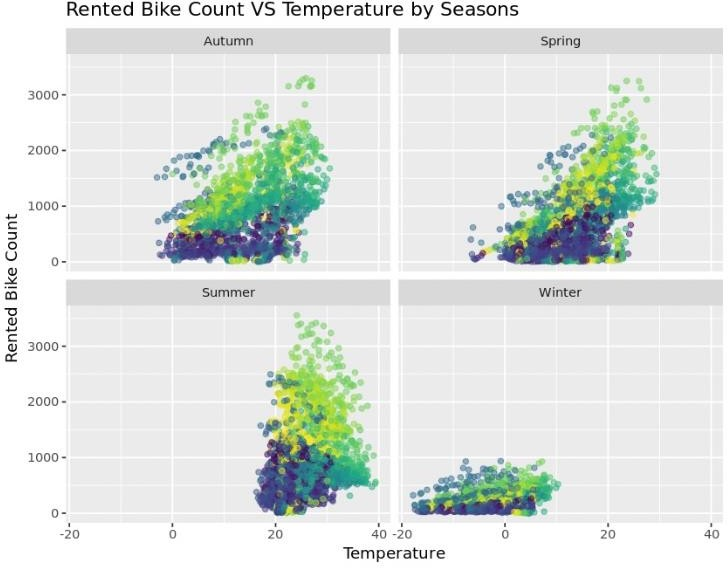 Rented Bike Count VS Temperature by Seasons
Autumn
Spring
3000
2000
1000
0
Summer
Winter
3000
2000
1000
0
-20
0
20
40
-20
0
20
40
Rented Bike Count
Temperature